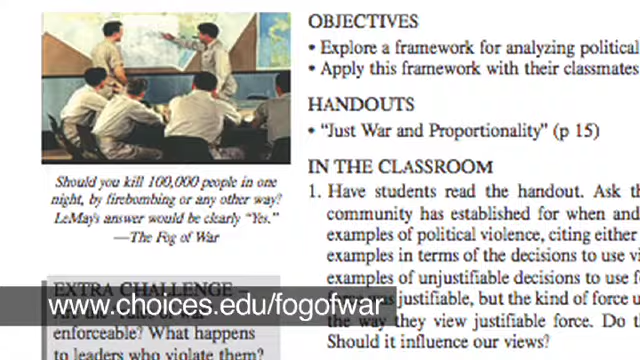 Should you kill 100,000 people in one
night, by firebombing or any other way?
LeMay's answer would be clearly "Yes."
—The Fog of War
EXTRA CHALLENGE –
enforceable? What happens
to leaders who violate them?
OBJECTIVES
• Explore a framework for analyzing political
• Apply this framework with their classmates
HANDOUTS
• "Just War and Proportionality" (p 15)
IN THE CLASSROOM
1. Have students read the handout. Ask
community has established for when and
examples of political violence, citing either
examples in terms of the decisions to use
examples of unjustifiable decisions to use
justifiable, but the kind of force
the way they view justifiable force. Do
Should it influence our views?
www.choices.edu/fogofwar